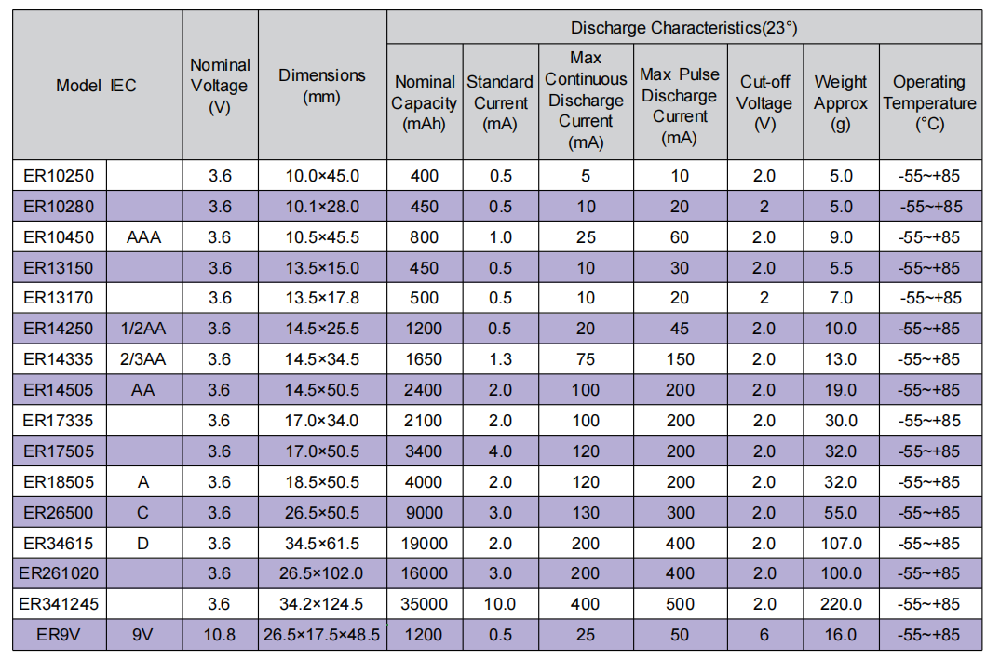 Model IEC
Nominal
Voltage
(V)
Dimensions
(mm)
Discharge Characteristics(23°)
Nominal
Capacity
(mAh)
Standard
Current
(mA)
Max
Continuous
Discharge
Current
(mA)
Max Pulse
Discharge
Current
(mA)
Cut-off
Voltage
(V)
Weight
Approx
(g)
Operating
Temperature
(°C)
ER10250 3.6 10.0×45.0 400 0.5 5 10 2.0 5.0 -55~+85
ER10280 3.6 10.1×28.0 450 0.5 10 20 2 5.0 -55~+85
ER10450 AAA 3.6 10.5×45.5 800 1.0 25 60 2.0 9.0 -55~+85
ER13150 3.6 13.5×15.0 450 0.5 10 30 2.0 5.5 -55~+85
ER13170 3.6 13.5×17.8 500 0.5 10 20 2 7.0 -55~+85
ER14250 1/2AA 3.6 14.5×25.5 1200 0.5 20 45 2.0 10.0 -55~+85
ER14335 2/3AA 3.6 14.5×34.5 1650 1.3 75 150 2.0 13.0 -55~+85
ER14505 AA 3.6 14.5×50.5 2400 2.0 100 200 2.0 19.0 -55~+85
ER17335 3.6 17.0×34.0 2100 2.0 100 200 2.0 30.0 -55~+85
ER17505 3.6 17.0×50.5 3400 4.0 120 200 2.0 32.0 -55~+85
ER18505 A 3.6 18.5×50.5 4000 2.0 120 200 2.0 32.0 -55~+85
ER26500 C 3.6 26.5×50.5 9000 3.0 130 300 2.0 55.0 -55~+85
ER34615 D 3.6 34.5×61.5 19000 2.0 200 400 2.0 107.0 -55~+85
ER261020 3.6 26.5×102.0 16000 3.0 200 400 2.0 100.0 -55~+85
ER341245 3.6 34.2×124.5 35000 10.0 400 500 2.0 220.0 -55~+85
ER9V 9V 10.8 26.5×17.5×48.5 1200 0.5 25 50 6 16.0 -55~+85